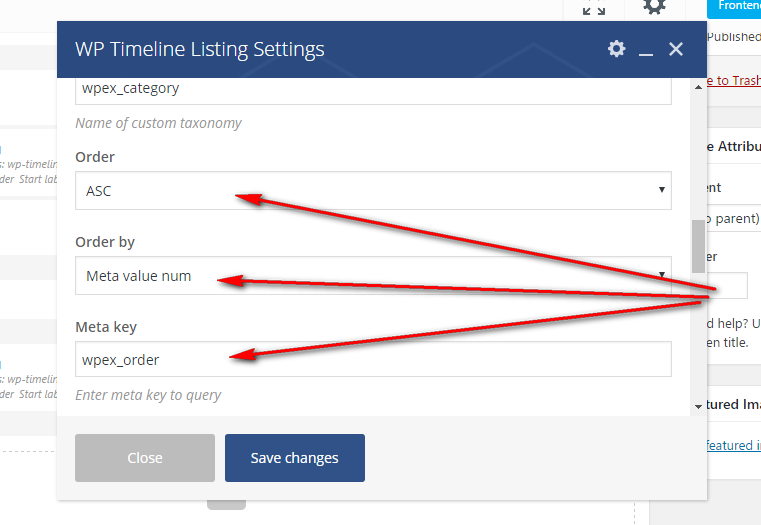 Frontend
Published
WP Timeline Listing Settings
wpex_category
Name of custom taxonomy
e to Trash
Order
ASC
s: wp-timelin
der Start labe
e Attribu
ent
o parent)
Order by
er
Meta value num
Meta key
d help? U
en title.
wpex_order
s: wp-timelin
der Start lab
Enter meta key to query
tured Ima
featured in
Close
Save changes